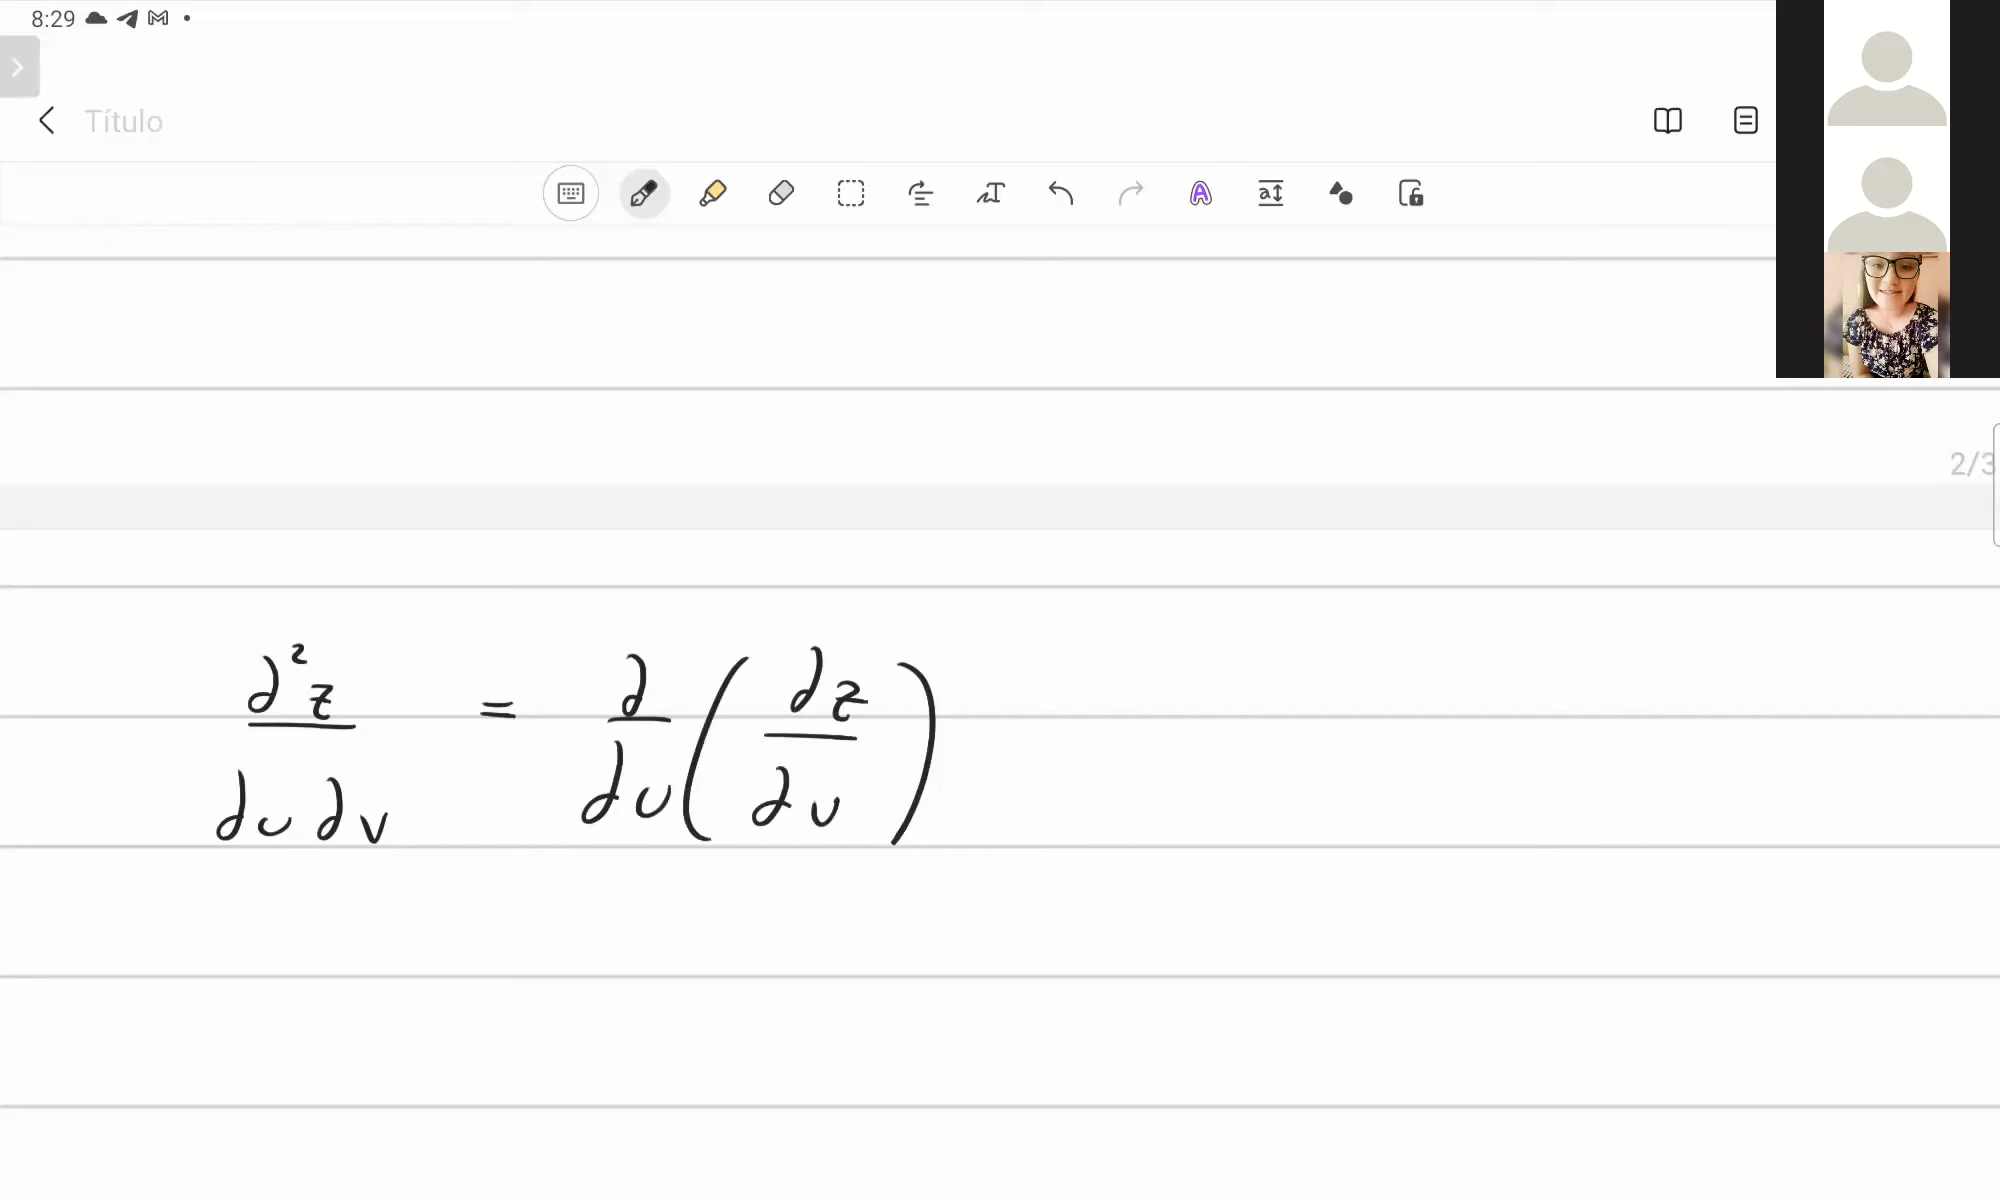 8:29
Título
2/3
∂²z / ∂u ∂v = ∂ / ∂u ( ∂z / ∂v )